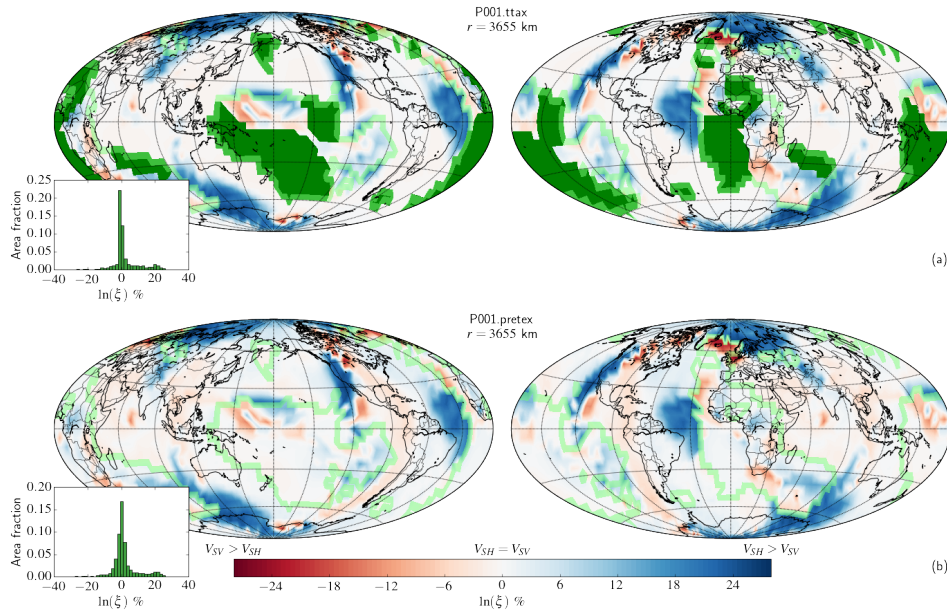 P001.ttax
r = 3655 km
0.25
0.20
0.15
0.10
0.05
0.00
Area fraction
−40 −20 0 20 40
ln(ξ) %
(a)
P001.pretex
r = 3655 km
0.20
0.15
0.10
0.05
0.00
Area fraction
−40 −20 0 20 40
ln(ξ) %
V_SV > V_SH V_SH = V_SV V_SH > V_SV
−24 −18 −12 −6 0 6 12 18 24
ln(ξ) %
(b)